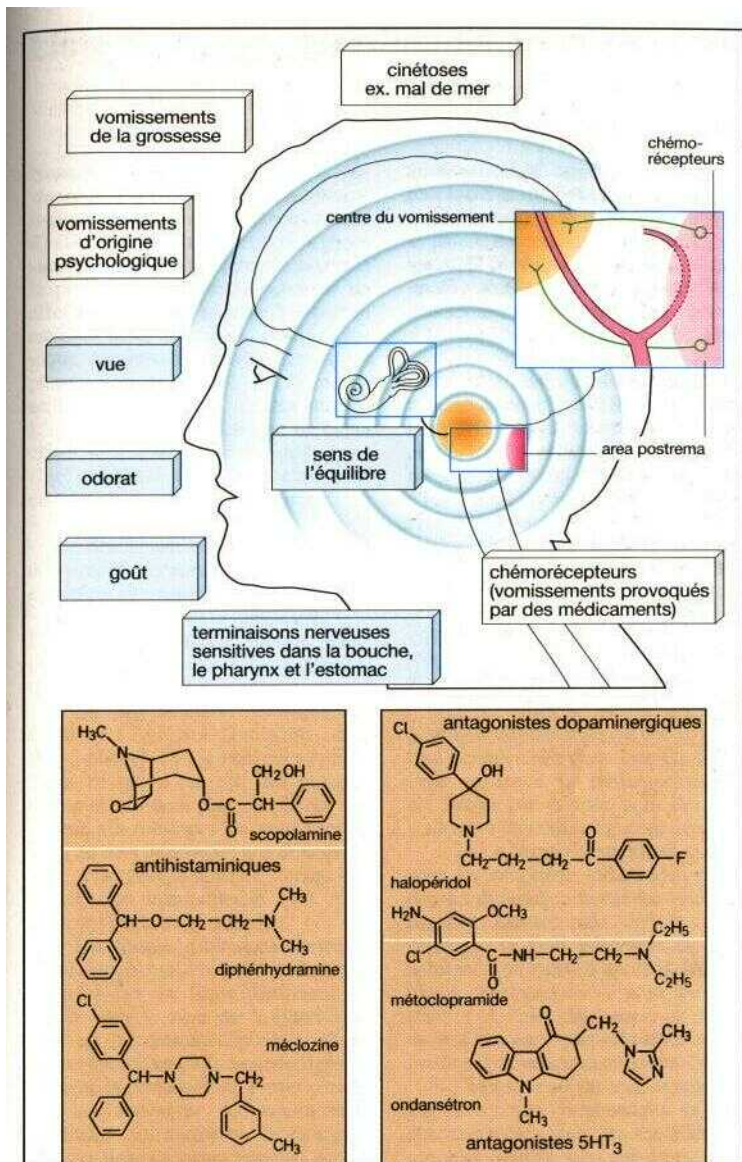 cinétoses
ex. mal de mer
vomissements
de la grossesse
chémo-
récepteurs
vomissements
d'origine
psychologique
centre du vomissement
vue
sens de
l'équilibre
area postrema
odorat
goût
chémorécepteurs
(vomissements provoqués
par des médicaments)
terminaisons nerveuses
sensitives dans la bouche,
le pharynx et l'estomac
H₃C
N
O
CH₂OH
O–C–CH
O
scopolamine
antihistaminiques
CH–O–CH₂–CH₂–N
CH₃
CH₃
diphénhydramine
Cl
méclozine
CH–N
N–CH₂
CH₃
antagonistes dopaminergiques
Cl
OH
N
O
CH₂–CH₂–CH₂–C
F
halopéridol
H₂N
OCH₃
Cl
C–NH–CH₂–CH₂–N
O
C₂H₅
C₂H₅
métoclopramide
O
CH₂
CH₃
N
N
N
CH₃
ondansétron
antagonistes 5HT₃